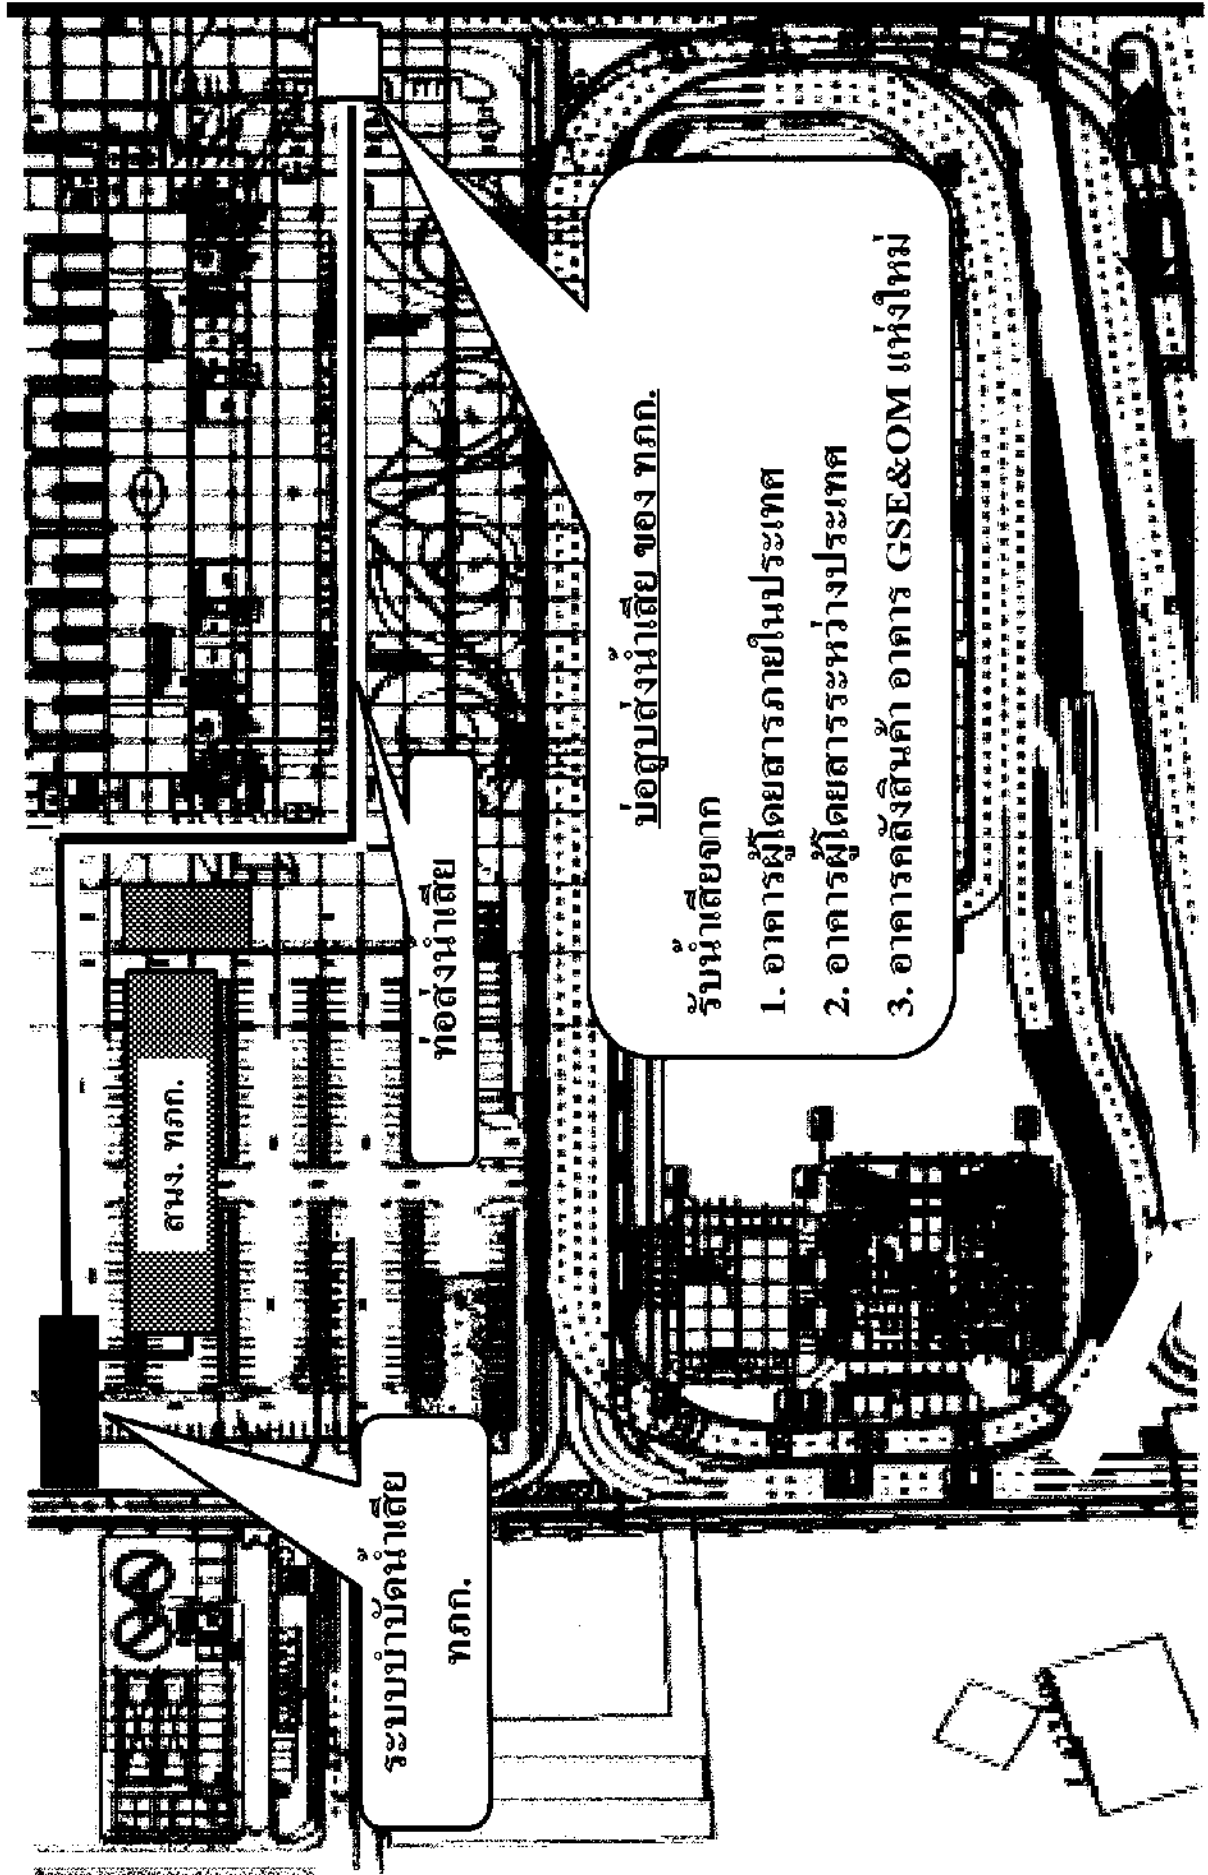 ระบบบำบัดน้ำเสีย
ทภก.
สนง. ทภก.
ท่อส่งน้ำเสีย
บ่อสูบส่งน้ำเสีย ของ ทภก.
รับน้ำเสียจาก
1. อาคารผู้โดยสารภายในประเทศ
2. อาคารผู้โดยสารระหว่างประเทศ
3. อาคารคลังสินค้า อาคาร GSE&OM แห่งใหม่